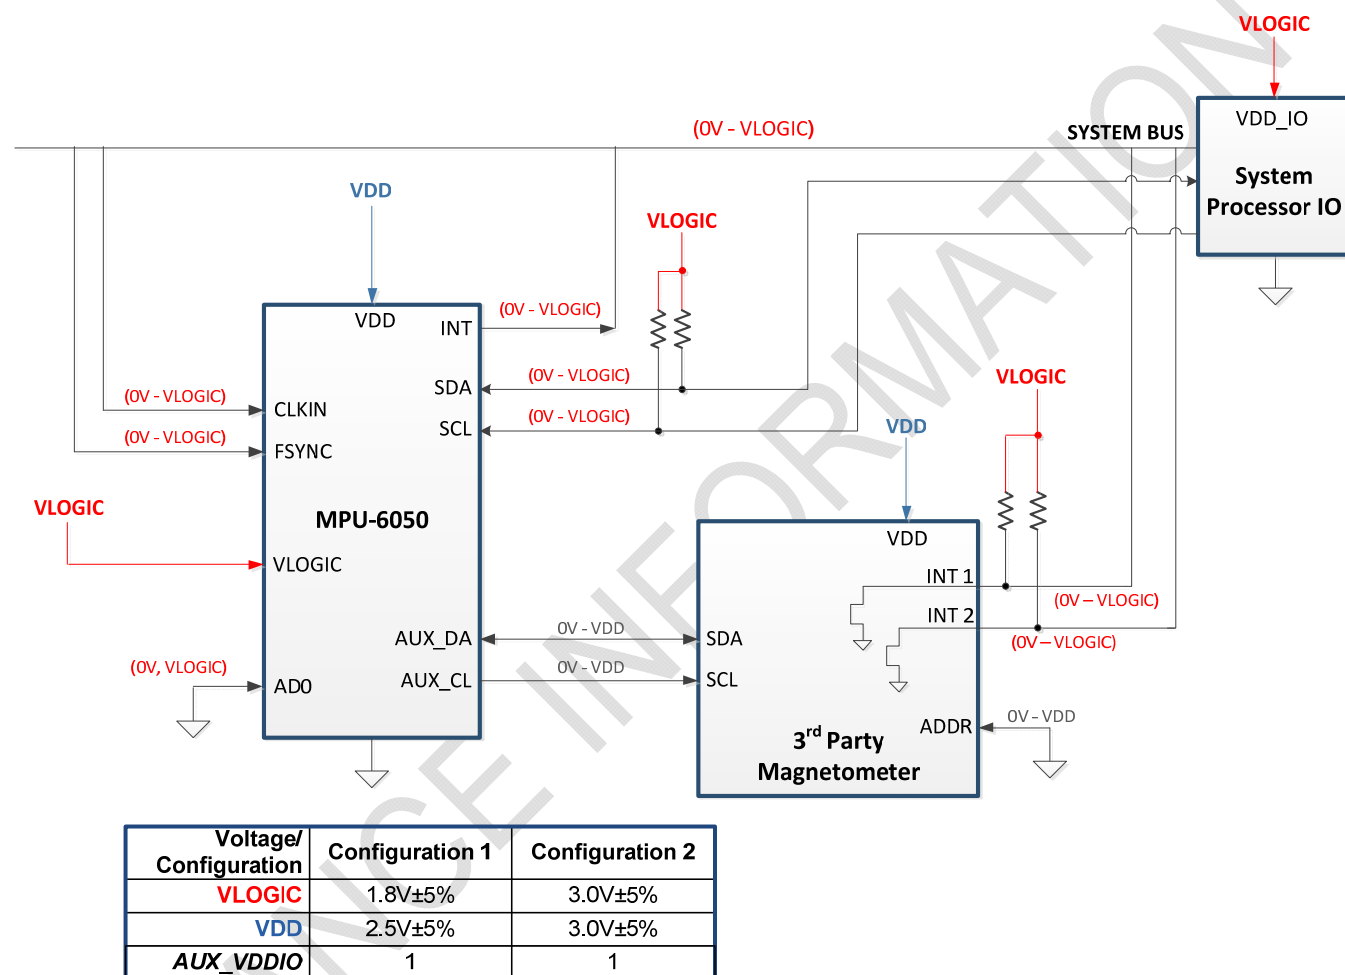 VLOGIC
VDD_IO
(0V - VLOGIC)
SYSTEM BUS
System
Processor IO
VDD
VLOGIC
VDD
INT
(0V - VLOGIC)
SDA
(0V - VLOGIC)
SCL
(0V - VLOGIC)
(0V - VLOGIC)
CLKIN
(0V - VLOGIC)
FSYNC
VLOGIC
MPU-6050
VLOGIC
AUX_DA
AUX_CL
(0V, VLOGIC)
AD0
0V - VDD
0V - VDD
VLOGIC
VDD
VDD
INT 1
(0V – VLOGIC)
INT 2
(0V – VLOGIC)
SDA
SCL
ADDR
0V - VDD
3rd Party
Magnetometer
Voltage/
Configuration
Configuration 1
Configuration 2
VLOGIC 1.8V±5% 3.0V±5%
VDD 2.5V±5% 3.0V±5%
AUX_VDDIO 1 1
ANCE INFORMATION